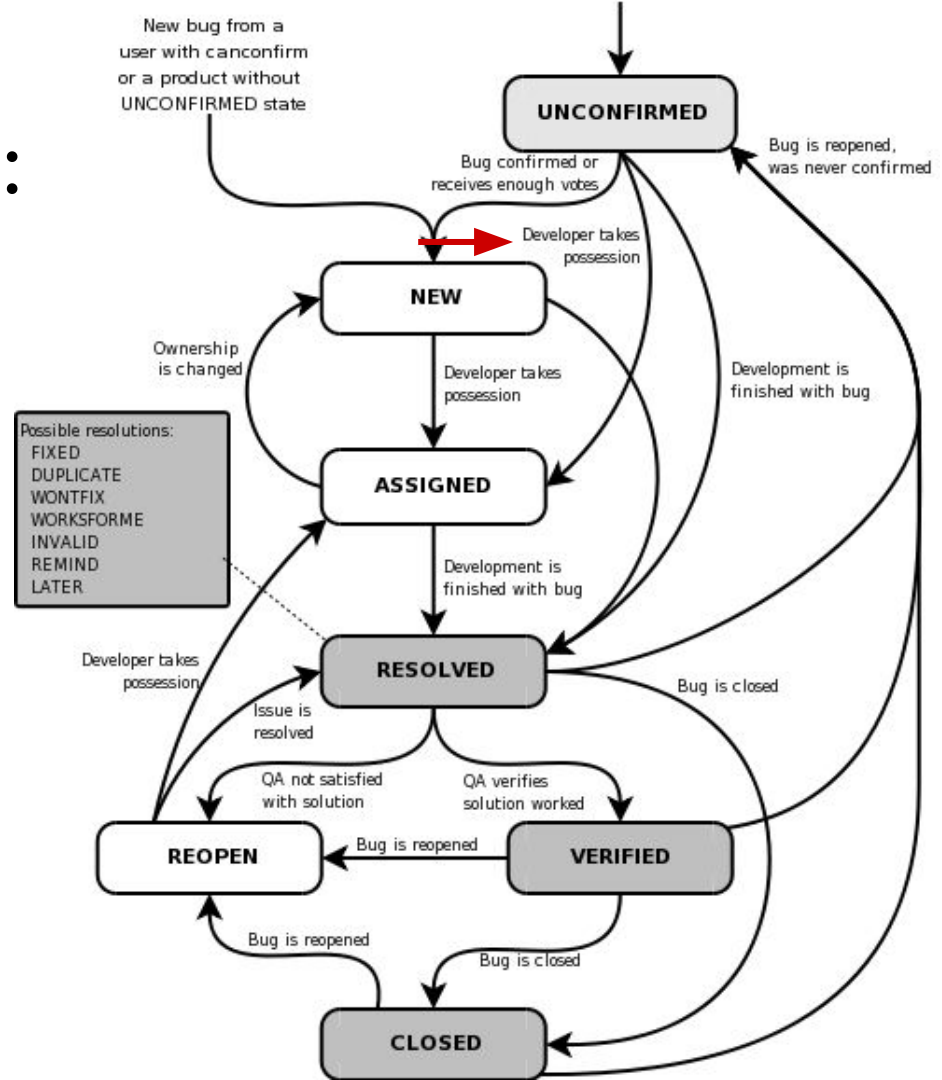 New bug from a
user with canconfirm
or a product without
UNCONFIRMED state
UNCONFIRMED
Bug is reopened,
was never confirmed
Bug confirmed or
receives enough votes
Developer takes
possession
NEW
Ownership
is changed
Developer takes
possession
Development is
finished with bug
Possible resolutions:
FIXED
DUPLICATE
WONTFIX
WORKSFORME
INVALID
REMIND
LATER
ASSIGNED
Development is
finished with bug
RESOLVED
Developer takes
possession
Issue is
resolved
Bug is closed
QA not satisfied
with solution
QA verifies
solution worked
REOPEN
Bug is reopened
VERIFIED
Bug is reopened
Bug is closed
CLOSED